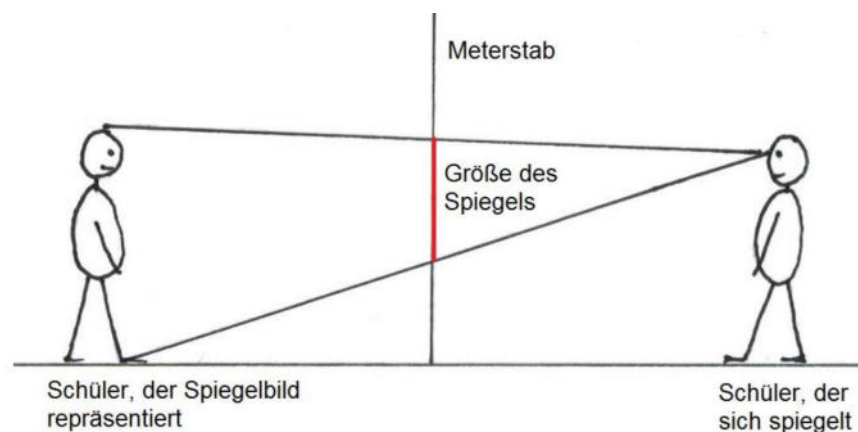 Meterstab
Größe des
Spiegels
Schüler, der Spiegelbild
repräsentiert
Schüler, der
sich spiegelt